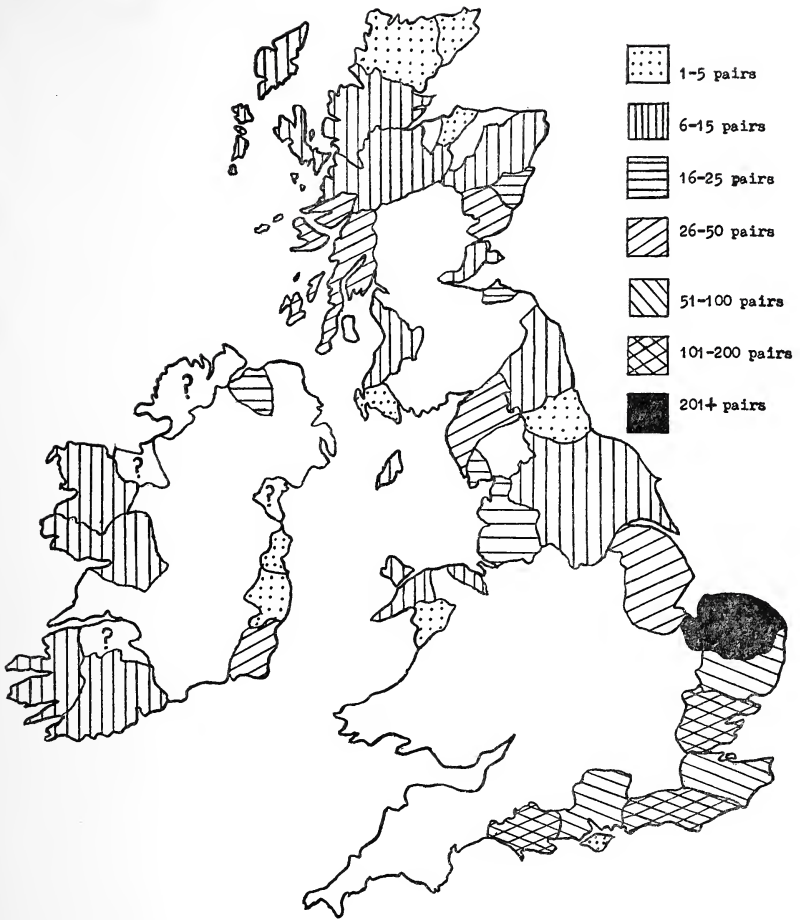 1-5 pairs
6-15 pairs
16-25 pairs
26-50 pairs
51-100 pairs
101-200 pairs
201+ pairs
?
?
?
?